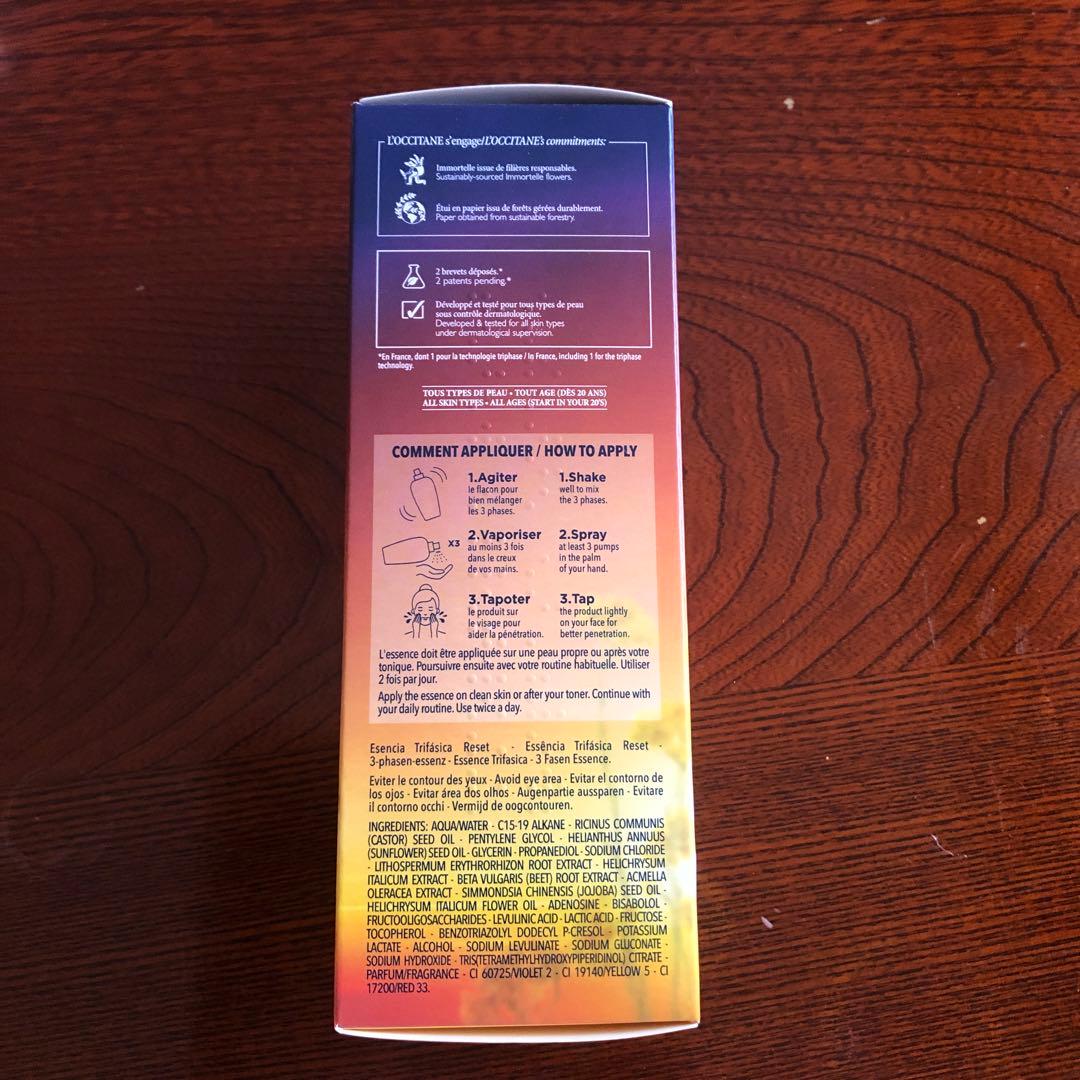 L'OCCITANE s'engage/L'OCCITANE's commitments:
Immortelle issue de filières responsables.
Sustainably-sourced Immortelle flowers.
Étui en papier issu de forêts gérées durablement.
Paper obtained from sustainable forestry.
2 brevets déposés.*
2 patents pending.*
Développé et testé pour tous types de peau
sous contrôle dermatologique.
Developed & tested for all skin types
under dermatological supervision.
*En France, dont 1 pour la technologie triphase / In France, including 1 for the triphase
technology.
TOUS TYPES DE PEAU • TOUT AGE (DÈS 20 ANS)
ALL SKIN TYPES • ALL AGES (START IN YOUR 20'S)
COMMENT APPLIQUER / HOW TO APPLY
1.Agiter
le flacon pour
bien mélanger
les 3 phases.
1.Shake
well to mix
the 3 phases.
X3
2.Vaporiser
au moins 3 fois
dans le creux
de vos mains.
2.Spray
at least 3 pumps
in the palm
of your hand.
3.Tapoter
le produit sur
le visage pour
aider la pénétration.
3.Tap
the product lightly
on your face for
better penetration.
L'essence doit être appliquée sur une peau propre ou après votre
tonique. Poursuivre ensuite avec votre routine habituelle. Utiliser
2 fois par jour.
Apply the essence on clean skin or after your toner. Continue with
your daily routine. Use twice a day.
Esencia Trifásica Reset - Essência Trifásica Reset -
3-phasen-essenz - Essence Trifasica - 3 Fasen Essence.
Eviter le contour des yeux - Avoid eye area - Evitar el contorno de
los ojos - Evitar área dos olhos - Augenpartie aussparen - Evitare
il contorno occhi - Vermijd de oogcontouren.
INGREDIENTS: AQUA/WATER - C15-19 ALKANE - RICINUS COMMUNIS
(CASTOR) SEED OIL - PENTYLENE GLYCOL - HELIANTHUS ANNUUS
(SUNFLOWER) SEED OIL - GLYCERIN - PROPANEDIOL - SODIUM CHLORIDE
- LITHOSPERMUM ERYTHRORHIZON ROOT EXTRACT - HELICHRYSUM
ITALICUM EXTRACT - BETA VULGARIS (BEET) ROOT EXTRACT - ACMELLA
OLERACEA EXTRACT - SIMMONDSIA CHINENSIS (JOJOBA) SEED OIL -
HELICHRYSUM ITALICUM FLOWER OIL - ADENOSINE - BISABOLOL -
FRUCTOOLIGOSACCHARIDES - LEVULINIC ACID - LACTIC ACID - FRUCTOSE -
TOCOPHEROL - BENZOTRIAZOLYL DODECYL P-CRESOL - POTASSIUM
LACTATE - ALCOHOL - SODIUM LEVULINATE - SODIUM GLUCONATE -
SODIUM HYDROXIDE - TRIS(TETRAMETHYLHYDROXYPIPERIDINOL) CITRATE -
PARFUM/FRAGRANCE - CI 60725/VIOLET 2 - CI 19140/YELLOW 5 - CI
17200/RED 33.